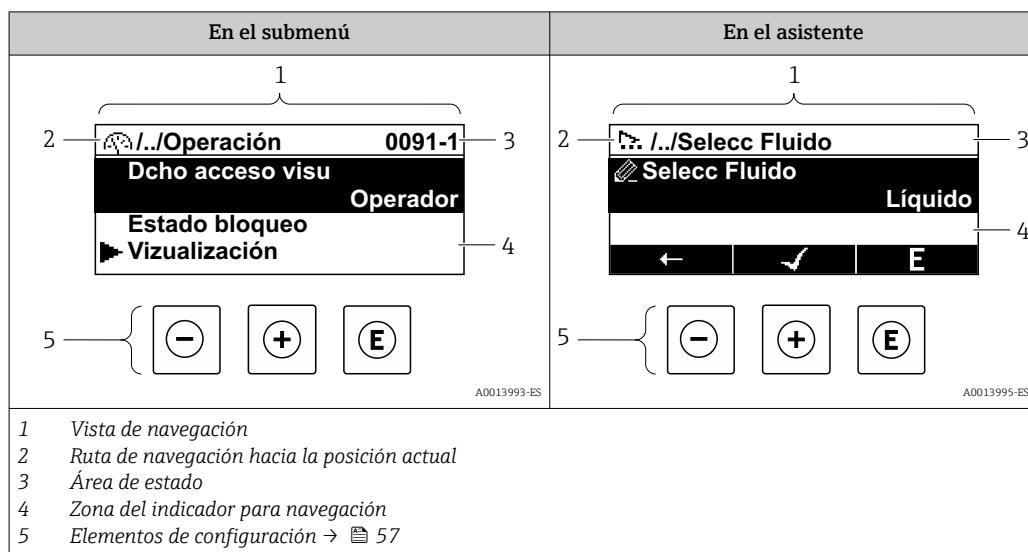 En el submenú
En el asistente
1
2
/../Operación 0091-1
3
Dcho acceso visu
Operador
Estado bloqueo
Vizualización
4
5
E
A0013993-ES
1
2
/../Selecc Fluido
3
Selecc Fluido
Líquido
4
E
5
E
A0013995-ES
1 Vista de navegación
2 Ruta de navegación hacia la posición actual
3 Área de estado
4 Zona del indicador para navegación
5 Elementos de configuración → 57